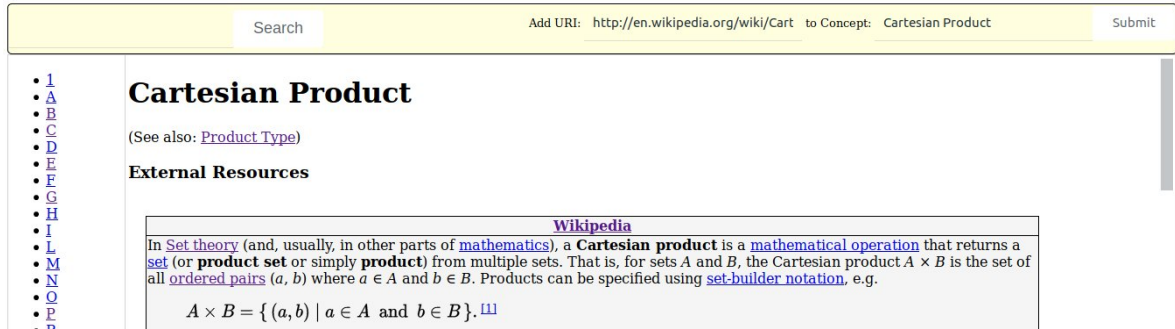 Search Add URI: http://en.wikipedia.org/wiki/Cart to Concept: Cartesian Product Submit
1
A
B
C
D
E
F
G
H
I
L
M
N
O
P
Cartesian Product
(See also: Product Type)
External Resources
Wikipedia
In Set theory (and, usually, in other parts of mathematics), a Cartesian product is a mathematical operation that returns a
set (or product set or simply product) from multiple sets. That is, for sets A and B, the Cartesian product A × B is the set of
all ordered pairs (a, b) where a ∈ A and b ∈ B. Products can be specified using set-builder notation, e.g.
A × B = { (a, b) | a ∈ A and b ∈ B }. [1]